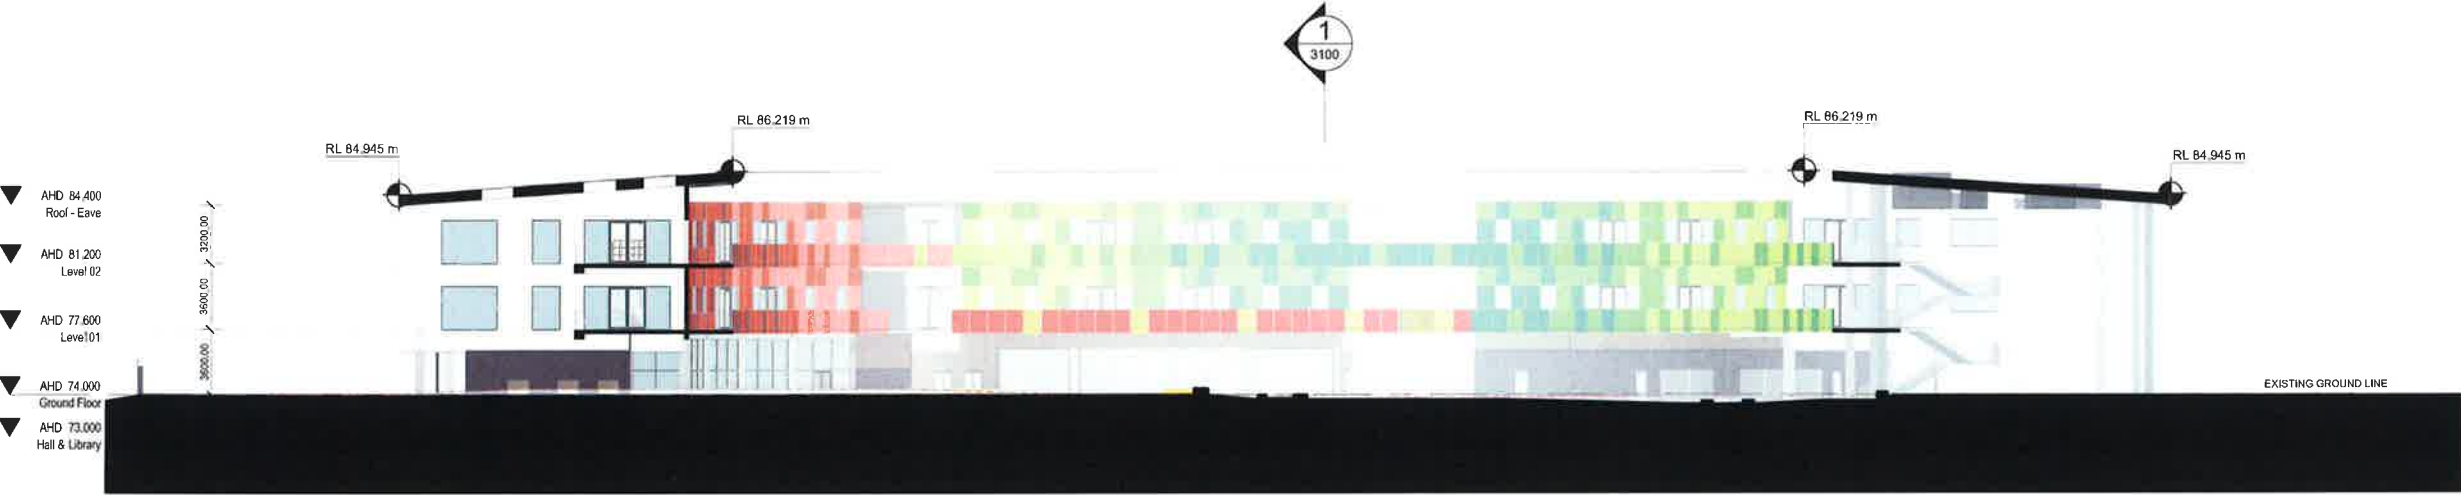 1
3100
RL 86.219 m
RL 86.219 m
RL 84.945 m
RL 84.945 m
AHD 84.400
Roof - Eave
3200.00
AHD 81.200
Level 02
3600.00
AHD 77.600
Level 01
3600.00
AHD 74.000
Ground Floor
EXISTING GROUND LINE
AHD 73.000
Hall & Library